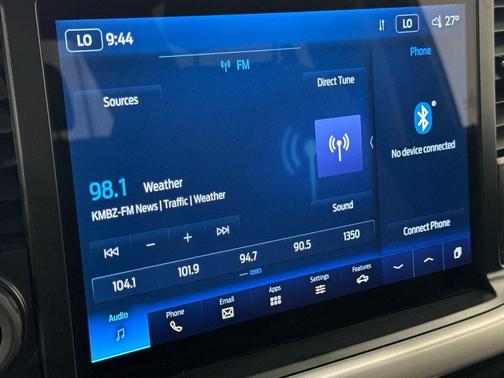 LO 9:44 LO 27°
FM
Phone
Sources
Direct Tune
No device connected
98.1 Weather
KMBZ-FM News | Traffic | Weather
Sound
Connect Phone
104.1 101.9 94.7 90.5 1350
Audio Phone Email Apps Settings Features